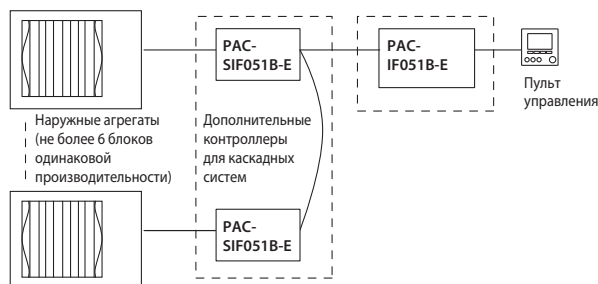 PAC-
SIF051B-E
PAC-
IF051B-E
Пульт
управления
Наружные агрегаты
(не более 6 блоков
одинаковой
производительности)
Дополнительные
контроллеры
для каскадных
систем
PAC-
SIF051B-E